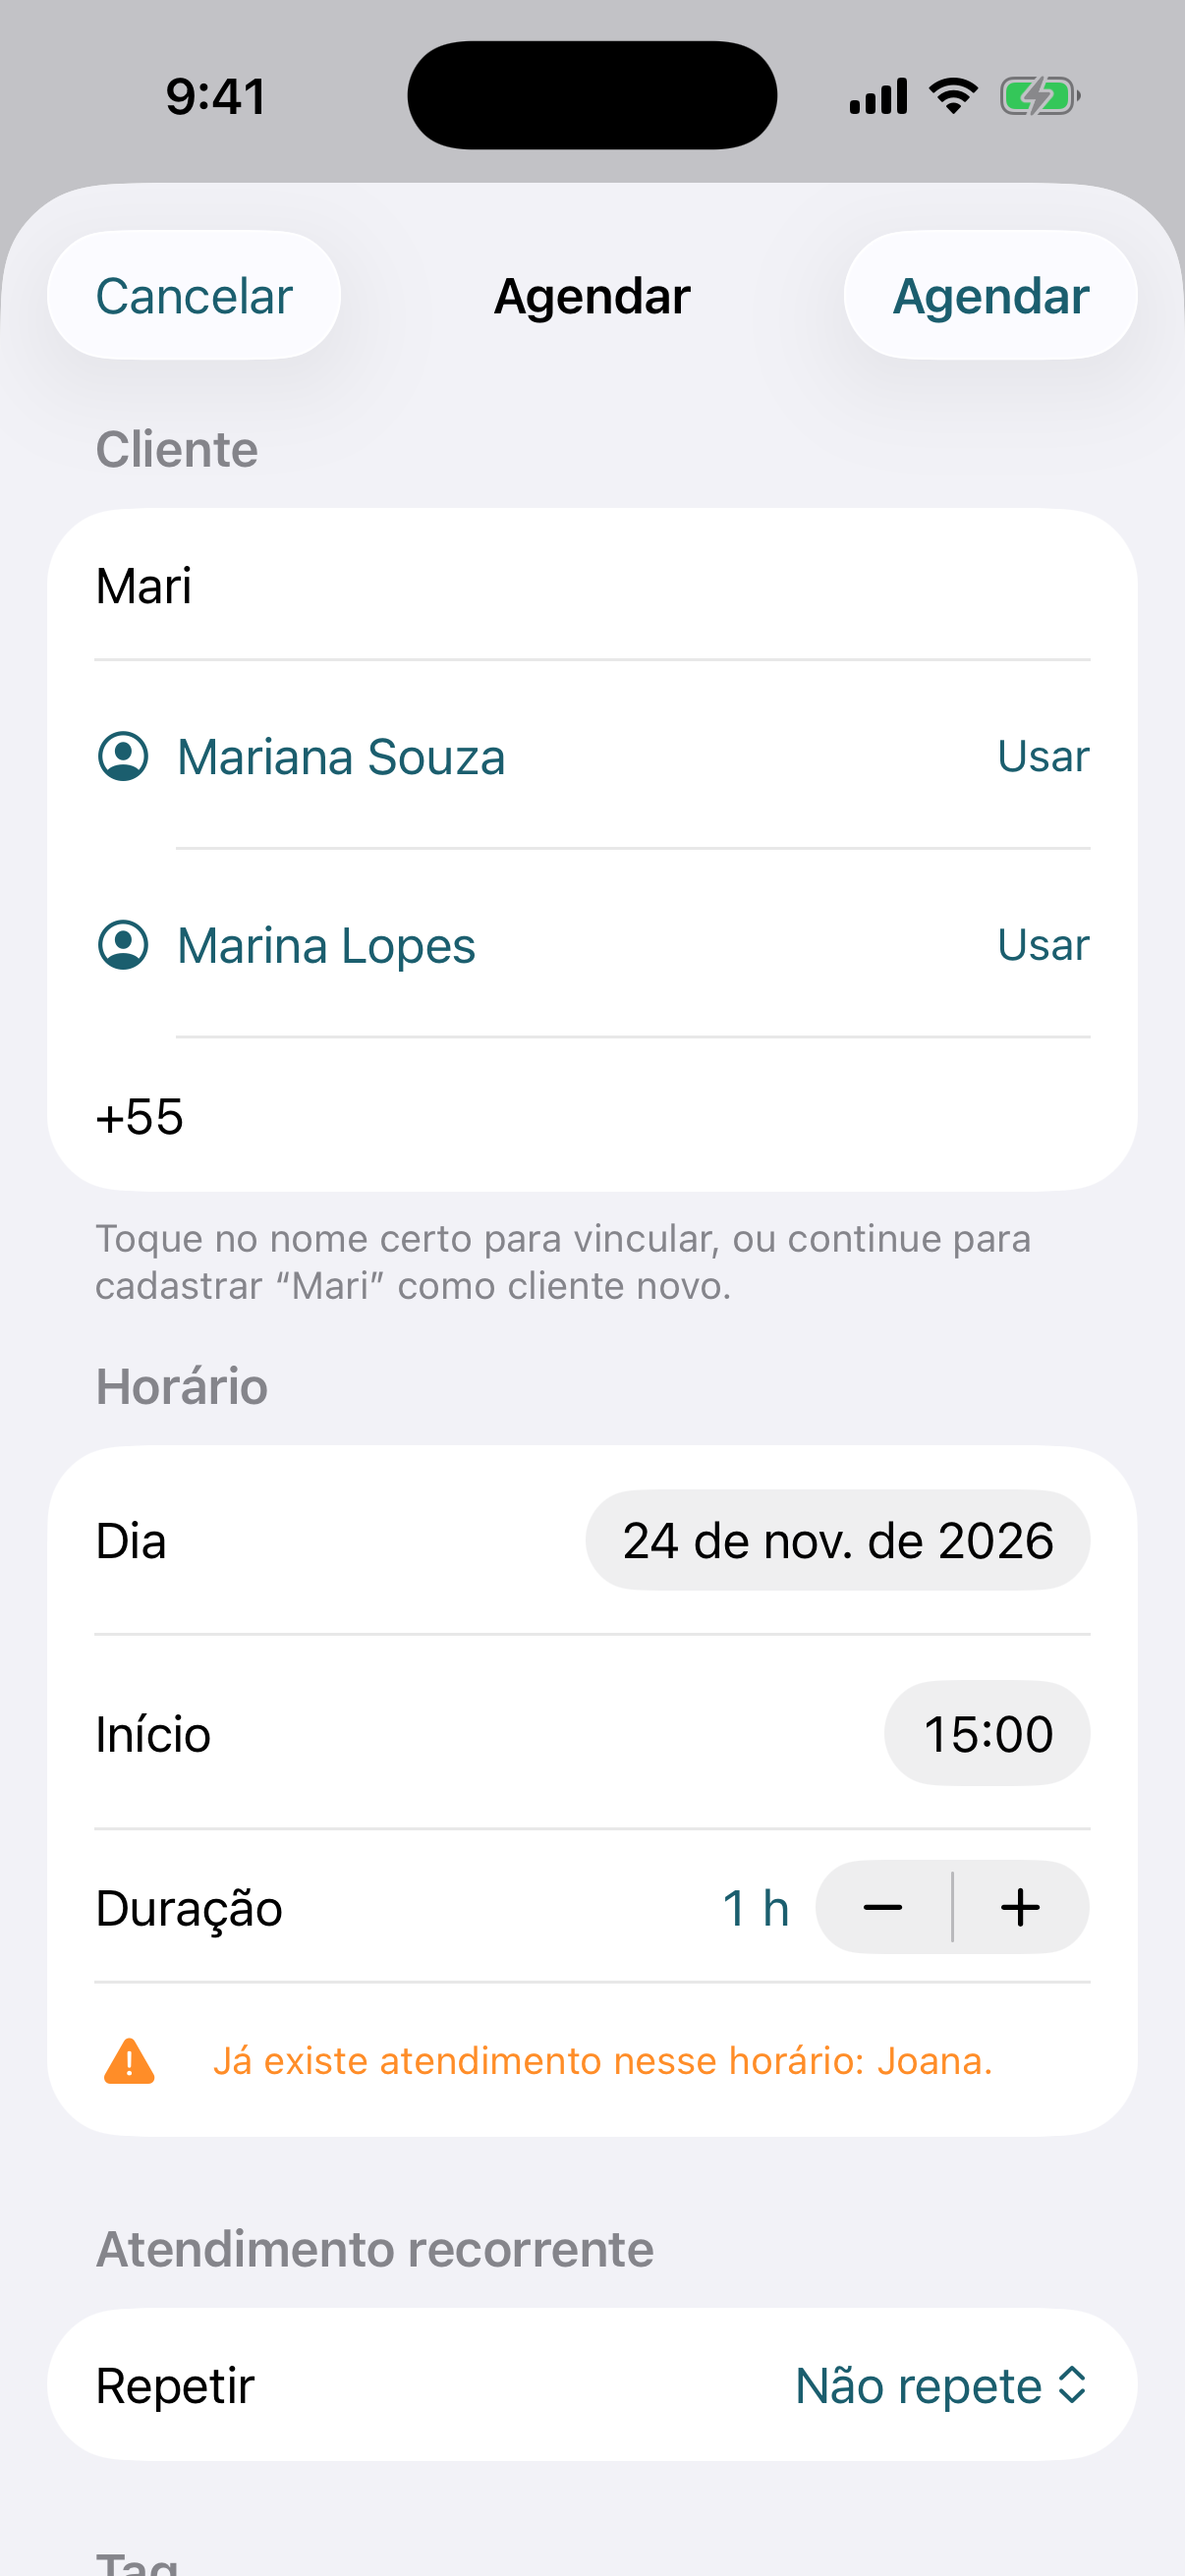 9:41
Cancelar
Agendar
Agendar
Cliente
Mari
Mariana Souza
Usar
Marina Lopes
Usar
+55
Toque no nome certo para vincular, ou continue para
cadastrar “Mari” como cliente novo.
Horário
Dia
24 de nov. de 2026
Início
15:00
Duração
1 h
Já existe atendimento nesse horário: Joana.
Atendimento recorrente
Repetir
Não repete
Tag